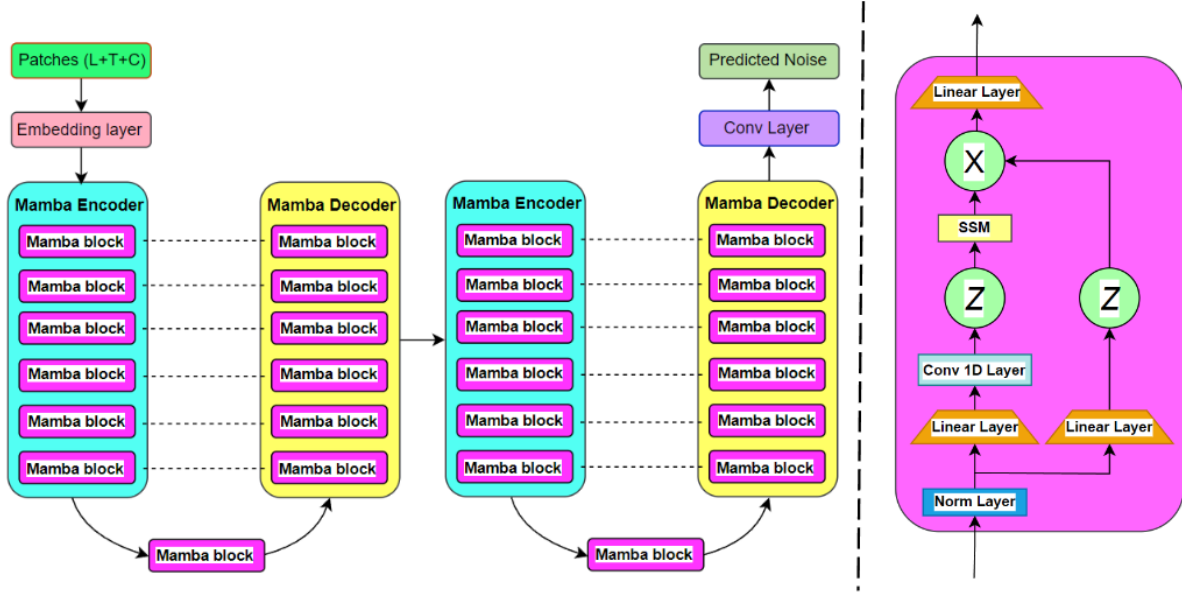 Patches (L+T+C)
Embedding layer
Mamba Encoder
Mamba block
Mamba block
Mamba block
Mamba block
Mamba block
Mamba block
Mamba block
Mamba Decoder
Mamba block
Mamba block
Mamba block
Mamba block
Mamba block
Mamba block
Mamba Encoder
Mamba block
Mamba block
Mamba block
Mamba block
Mamba block
Mamba block
Mamba block
Predicted Noise
Conv Layer
Mamba Decoder
Mamba block
Mamba block
Mamba block
Mamba block
Mamba block
Mamba block
Linear Layer
X
SSM
Z
Z
Conv 1D Layer
Linear Layer
Linear Layer
Norm Layer